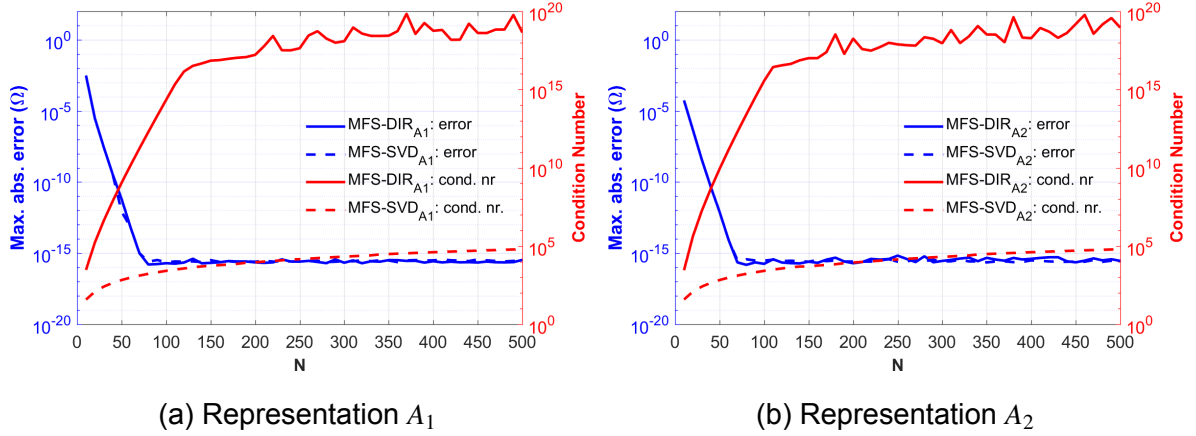 10^0
10^-5
10^-10
10^-15
10^-20
Max. abs. error (Ω)
10^20
10^15
10^10
10^5
10^0
Condition Number
MFS-DIR_A1: error
MFS-SVD_A1: error
MFS-DIR_A1: cond. nr
MFS-SVD_A1: cond. nr.
0 50 100 150 200 250 300 350 400 450 500
N
(a) Representation A_1
10^0
10^-5
10^-10
10^-15
10^-20
Max. abs. error (Ω)
10^20
10^15
10^10
10^5
10^0
Condition Number
MFS-DIR_A2: error
MFS-SVD_A2: error
MFS-DIR_A2: cond. nr
MFS-SVD_A2: cond. nr.
0 50 100 150 200 250 300 350 400 450 500
N
(b) Representation A_2